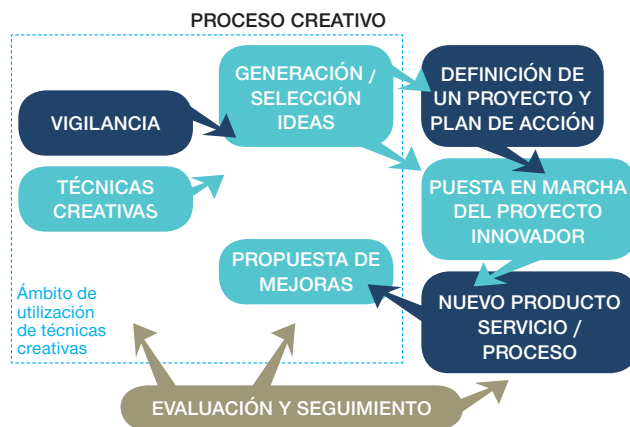 PROCESO CREATIVO
GENERACIÓN /
SELECCIÓN
IDEAS
DEFINICIÓN DE
UN PROYECTO Y
PLAN DE ACCIÓN
VIGILANCIA
TÉCNICAS
CREATIVAS
PUESTA EN MARCHA
DEL PROYECTO
INNOVADOR
PROPUESTA DE
MEJORAS
NUEVO PRODUCTO
SERVICIO /
PROCESO
Ámbito de
utilización
de técnicas
creativas
EVALUACIÓN Y SEGUIMIENTO